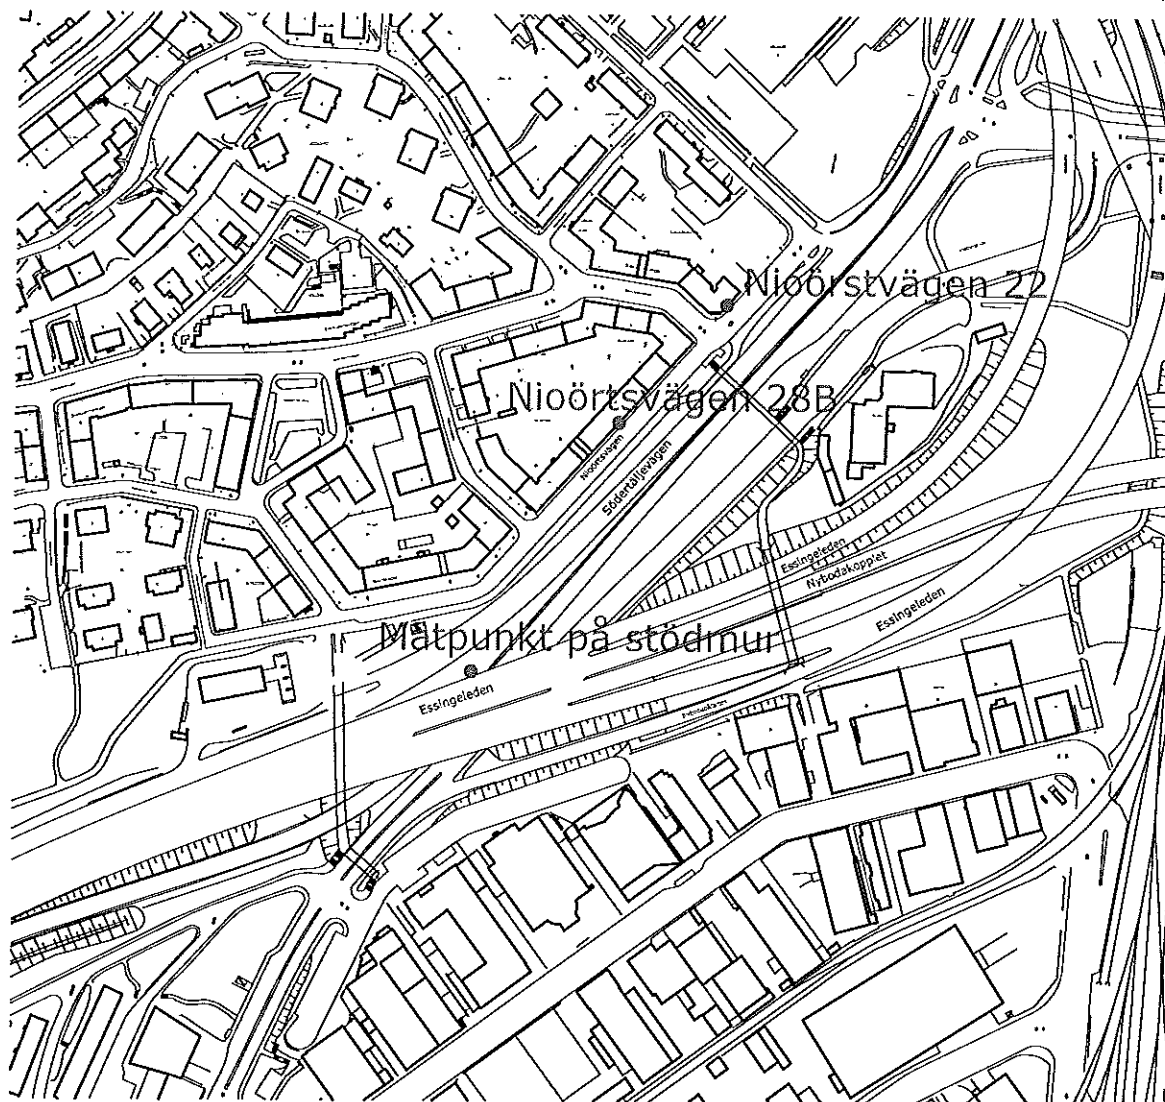 Nioörstvägen 22
Nioörtsvägen 28B
Nioörtsvägen
Södertäljevägen
Essingeleden
Nybodakopplet
Essingeleden
Mätpunkt på stödmur
Essingeleden